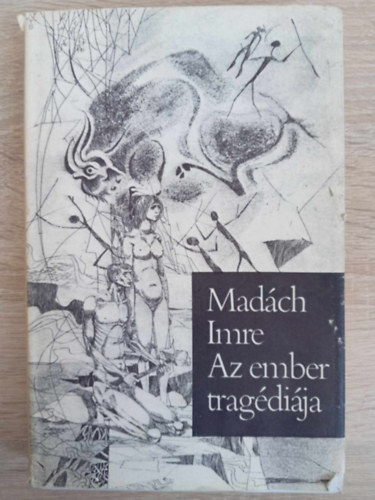 Madách
Imre
Az ember
tragédiája